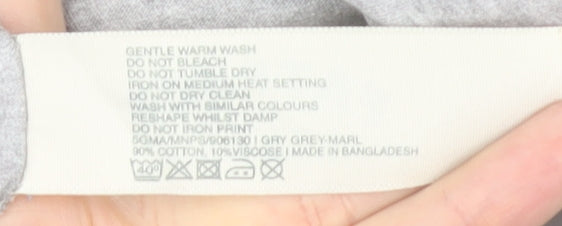 GENTLE WARM WASH
DO NOT BLEACH
DO NOT TUMBLE DRY
IRON ON MEDIUM HEAT SETTING
DO NOT DRY CLEAN
WASH WITH SIMILAR COLOURS
RESHAPE WHILST DAMP
DO NOT IRON PRINT
5GMA/MNPS/906130 | GRY GREY-MARL
90% COTTON, 10%VISCOSE | MADE IN BANGLADESH
40°